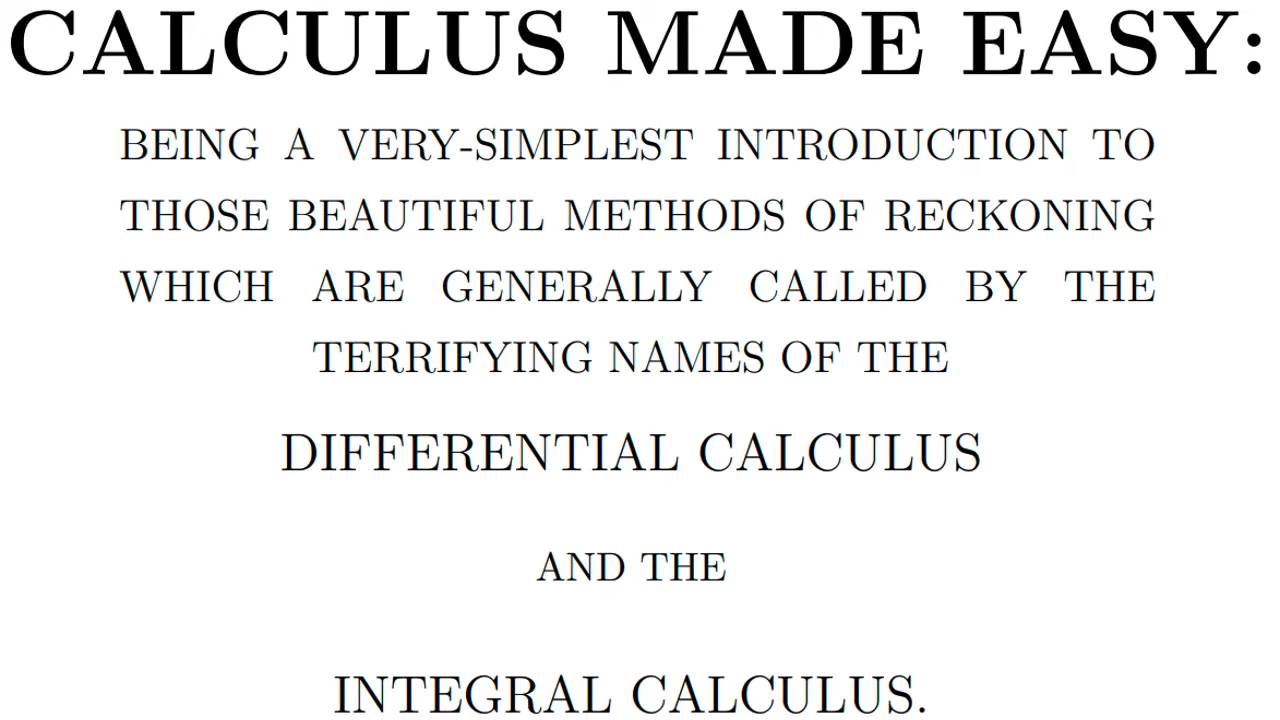 CALCULUS MADE EASY:
BEING A VERY-SIMPLEST INTRODUCTION TO
THOSE BEAUTIFUL METHODS OF RECKONING
WHICH ARE GENERALLY CALLED BY THE
TERRIFYING NAMES OF THE
DIFFERENTIAL CALCULUS
AND THE
INTEGRAL CALCULUS.